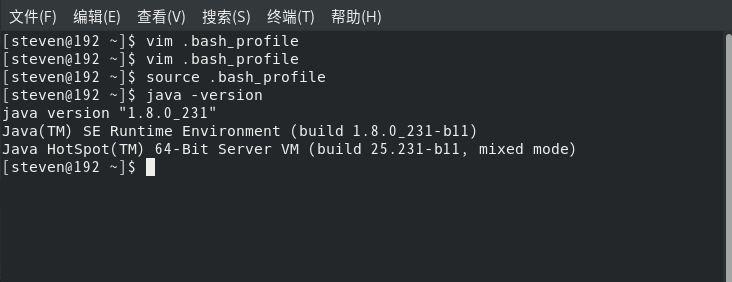 文件(F) 编辑(E) 查看(V) 搜索(S) 终端(T) 帮助(H)
[steven@192 ~]$ vim .bash_profile
[steven@192 ~]$ vim .bash_profile
[steven@192 ~]$ source .bash_profile
[steven@192 ~]$ java -version
java version "1.8.0_231"
Java(TM) SE Runtime Environment (build 1.8.0_231-b11)
Java HotSpot(TM) 64-Bit Server VM (build 25.231-b11, mixed mode)
[steven@192 ~]$